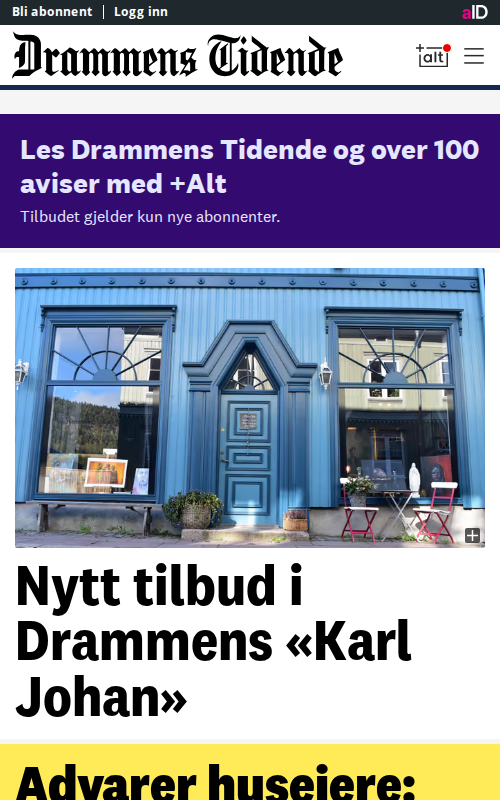 Bli abonnent | Logg inn
aID
Drammens Tidende
+alt
Les Drammens Tidende og over 100
aviser med +Alt
Tilbudet gjelder kun nye abonnenter.
Nytt tilbud i
Drammens «Karl
Johan»
Advarer huseiere: